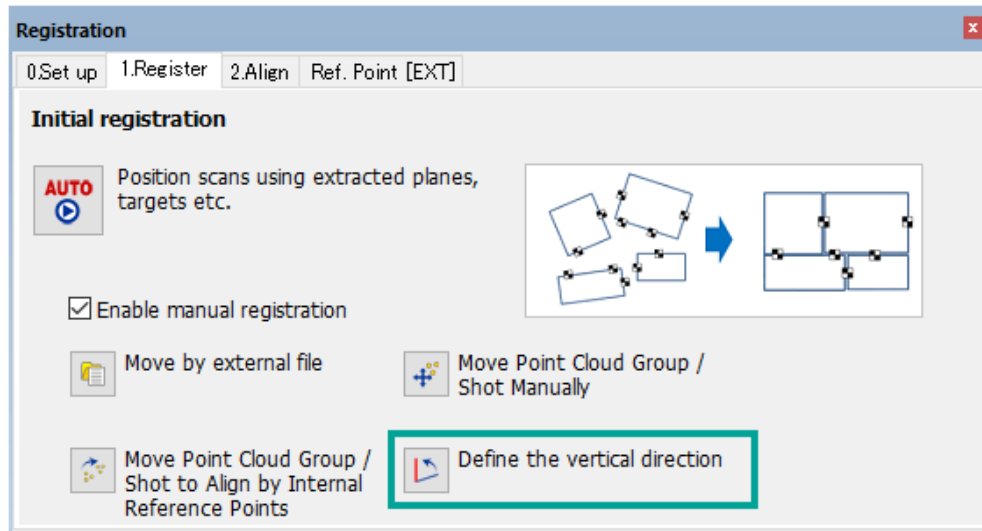 Registration
0.Set up 1.Register 2.Align Ref. Point [EXT]
Initial registration
AUTO
Position scans using extracted planes,
targets etc.
Enable manual registration
Move by external file
Move Point Cloud Group /
Shot Manually
Move Point Cloud Group /
Shot to Align by Internal
Reference Points
Define the vertical direction